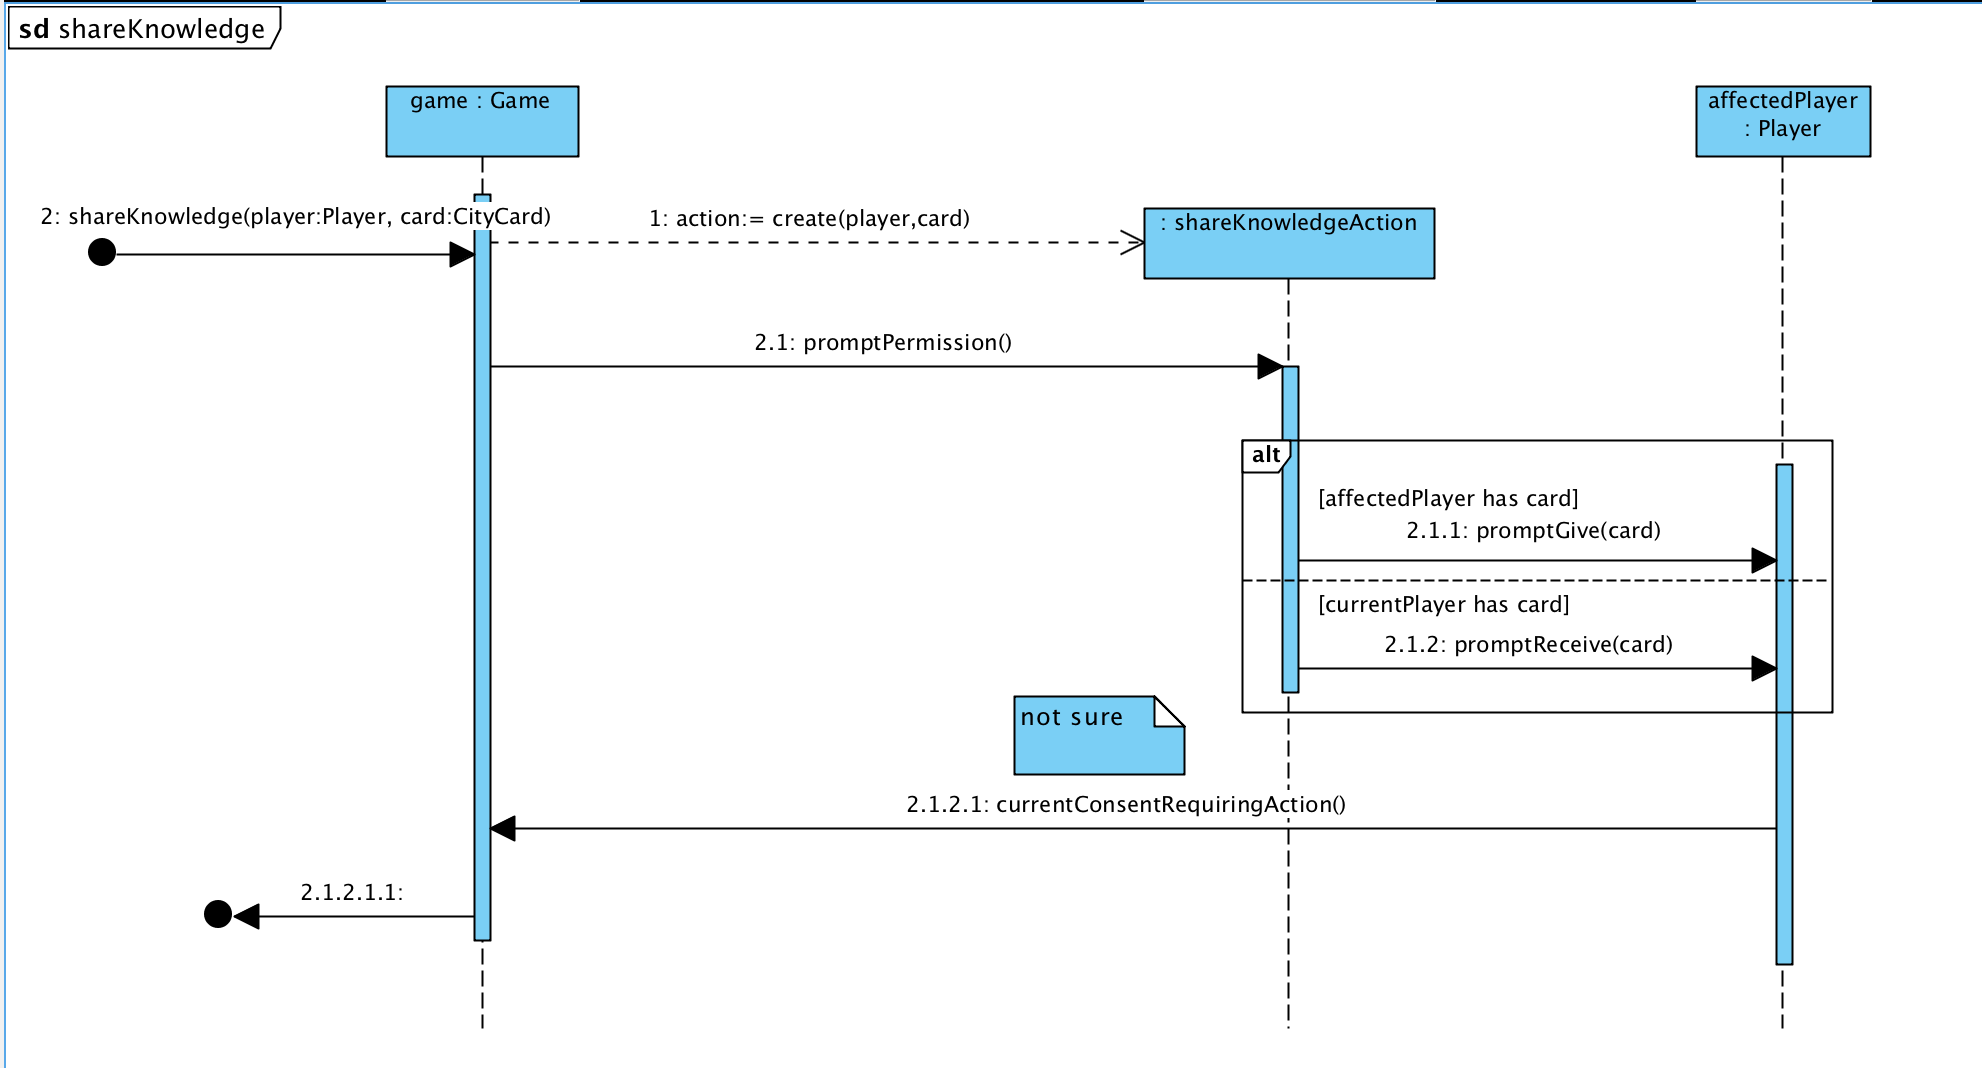 sd shareKnowledge
game : Game
affectedPlayer
: Player
2: shareKnowledge(player:Player, card:CityCard)
1: action:= create(player,card)
: shareKnowledgeAction
2.1: promptPermission()
alt
[affectedPlayer has card]
2.1.1: promptGive(card)
[currentPlayer has card]
2.1.2: promptReceive(card)
not sure
2.1.2.1: currentConsentRequiringAction()
2.1.2.1.1: